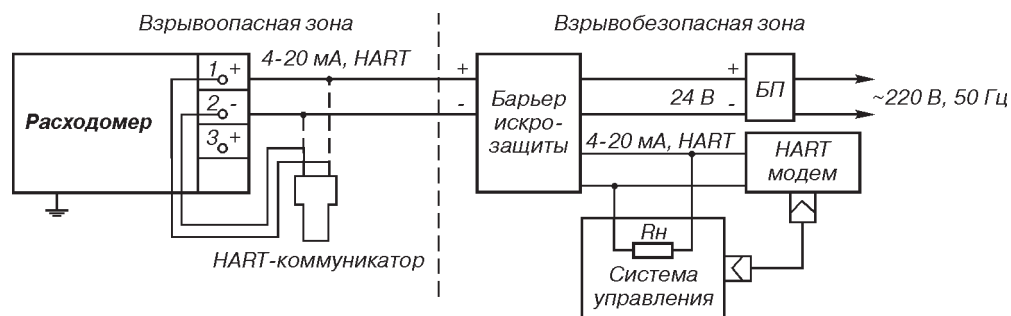 Взрывоопасная зона
Взрывобезопасная зона
4-20 мА, HART
1 +
2 -
3 +
Расходомер
HART-коммуникатор
+
-
Барьер
искро-
защиты
+
24 В -
БП
~220 В, 50 Гц
4-20 мА, HART
HART
модем
Rн
Система
управления